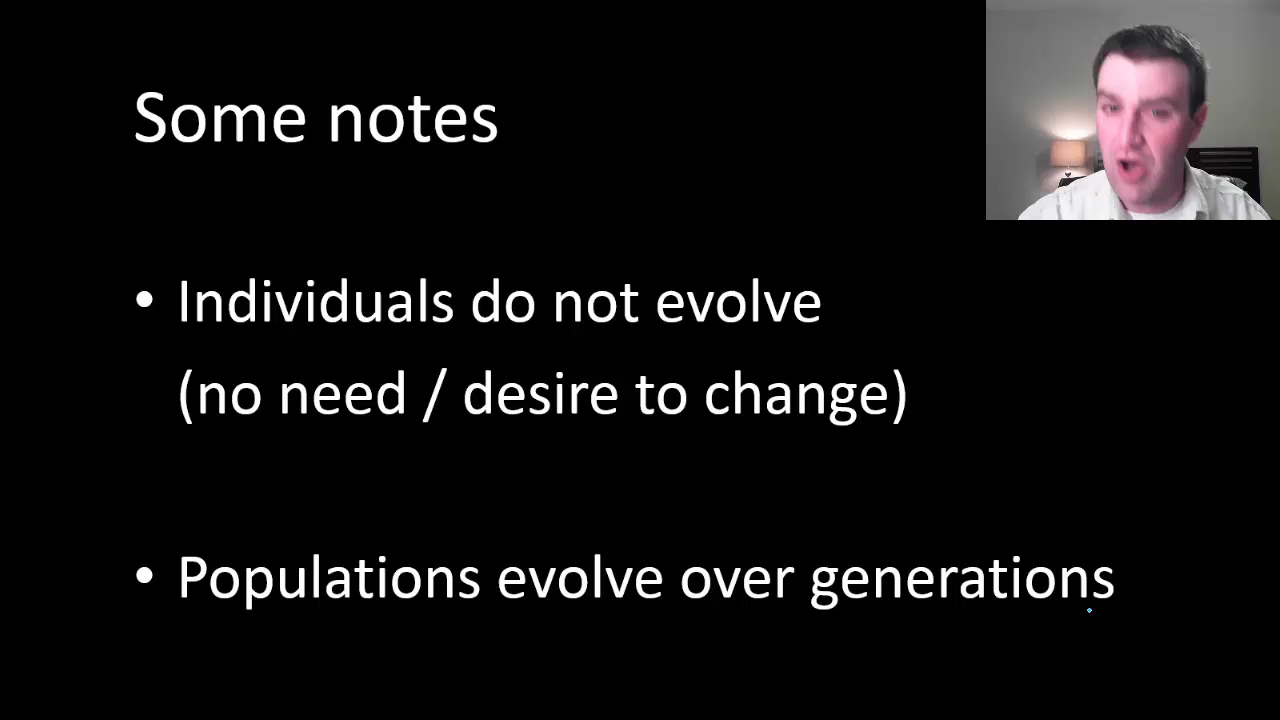 Some notes
• Individuals do not evolve
(no need / desire to change)
• Populations evolve over generations